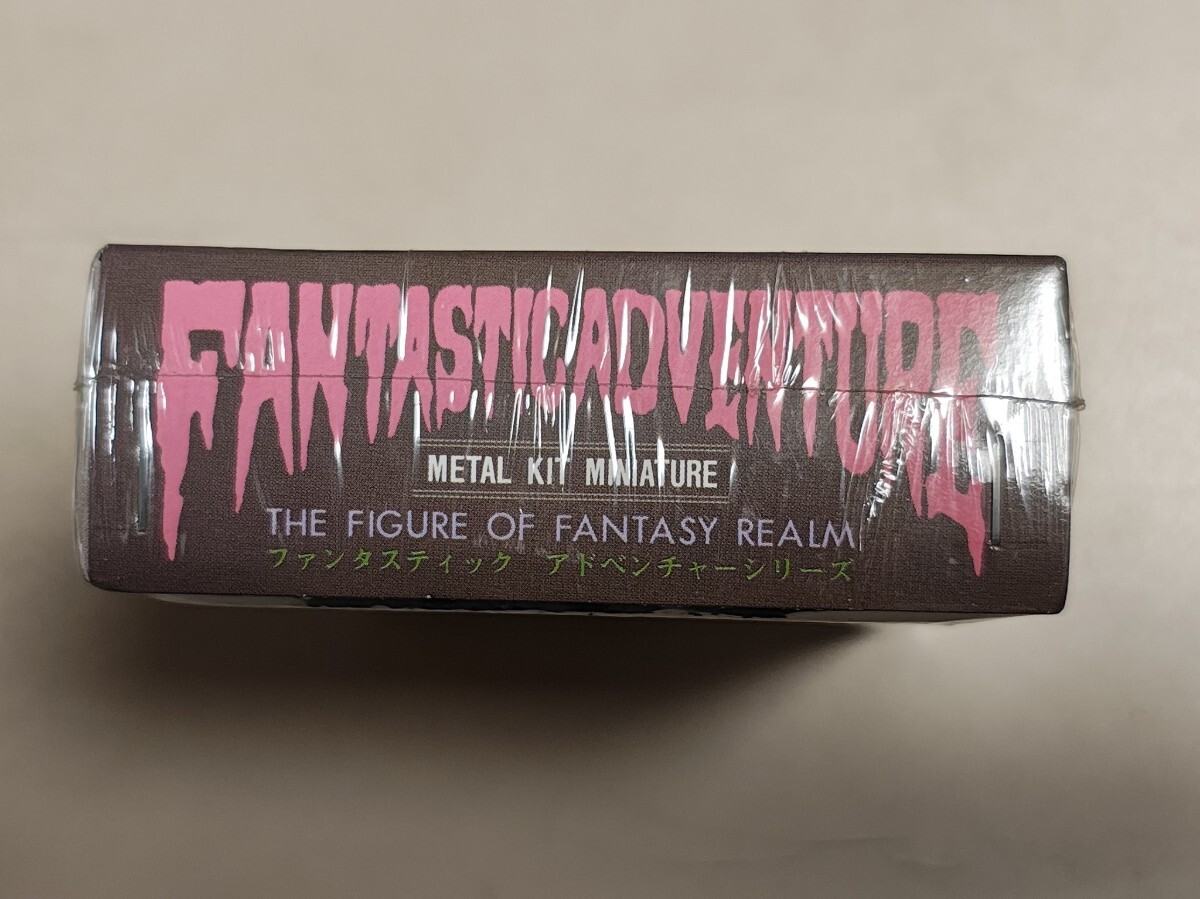 FANTASTICADVENTURE
METAL KIT MINIATURE
THE FIGURE OF FANTASY REALM
ファンタスティック アドベンチャーシリーズ